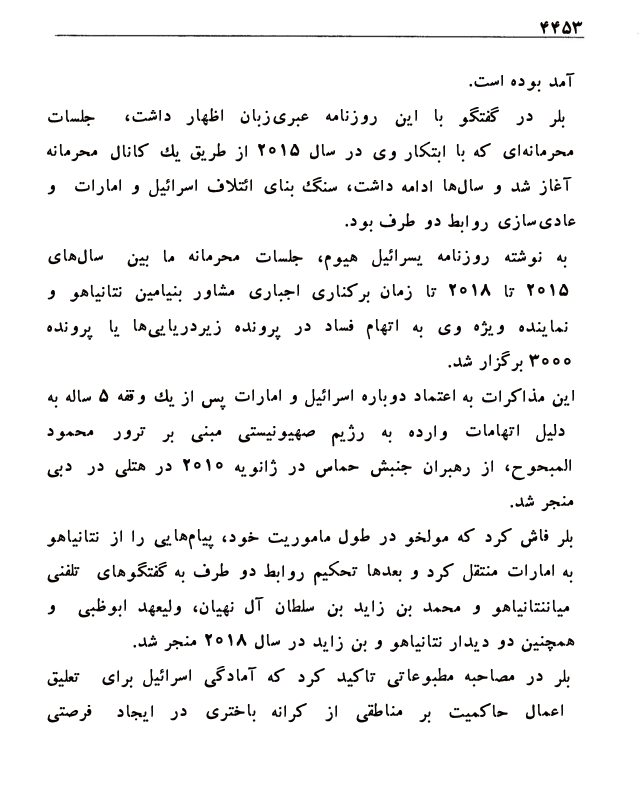 ۴۴۵۳
آمد بوده است.
بلر در گفتگو با این روزنامه عبری‌زبان اظهار داشت، جلسات
محرمانه‌ای که با ابتکار وی در سال ۲۰۱۵ از طریق یك کانال محرمانه
آغاز شد و سال‌ها ادامه داشت، سنگ بنای ائتلاف اسرائیل و امارات و
عادی‌سازی روابط دو طرف بود.
به نوشته روزنامه یسرائیل هیوم، جلسات محرمانه ما بین سال‌های
۲۰۱۵ تا ۲۰۱۸ تا زمان برکناری اجباری مشاور بنیامین نتانیاهو و
نماینده ویژه وی به اتهام فساد در پرونده زیردریایی‌ها یا پرونده
۳۰۰۰ برگزار شد.
این مذاکرات به اعتماد دوباره اسرائیل و امارات پس از یك وقفه ۵ ساله به
دلیل اتهامات وارده به رژیم صهیونیستی مبنی بر ترور محمود
المبحوح، از رهبران جنبش حماس در ژانویه ۲۰۱۰ در هتلی در دبی
منجر شد.
بلر فاش کرد که مولخو در طول ماموریت خود، پیام‌هایی را از نتانیاهو
به امارات منتقل کرد و بعدها تحکیم روابط دو طرف به گفتگوهای تلفنی
میاننتانیاهو و محمد بن زاید بن سلطان آل نهیان، ولیعهد ابوظبی و
همچنین دو دیدار نتانیاهو و بن زاید در سال ۲۰۱۸ منجر شد.
بلر در مصاحبه مطبوعاتی تاکید کرد که آمادگی اسرائیل برای تعلیق
اعمال حاکمیت بر مناطقی از کرانه باختری در ایجاد فرصتی